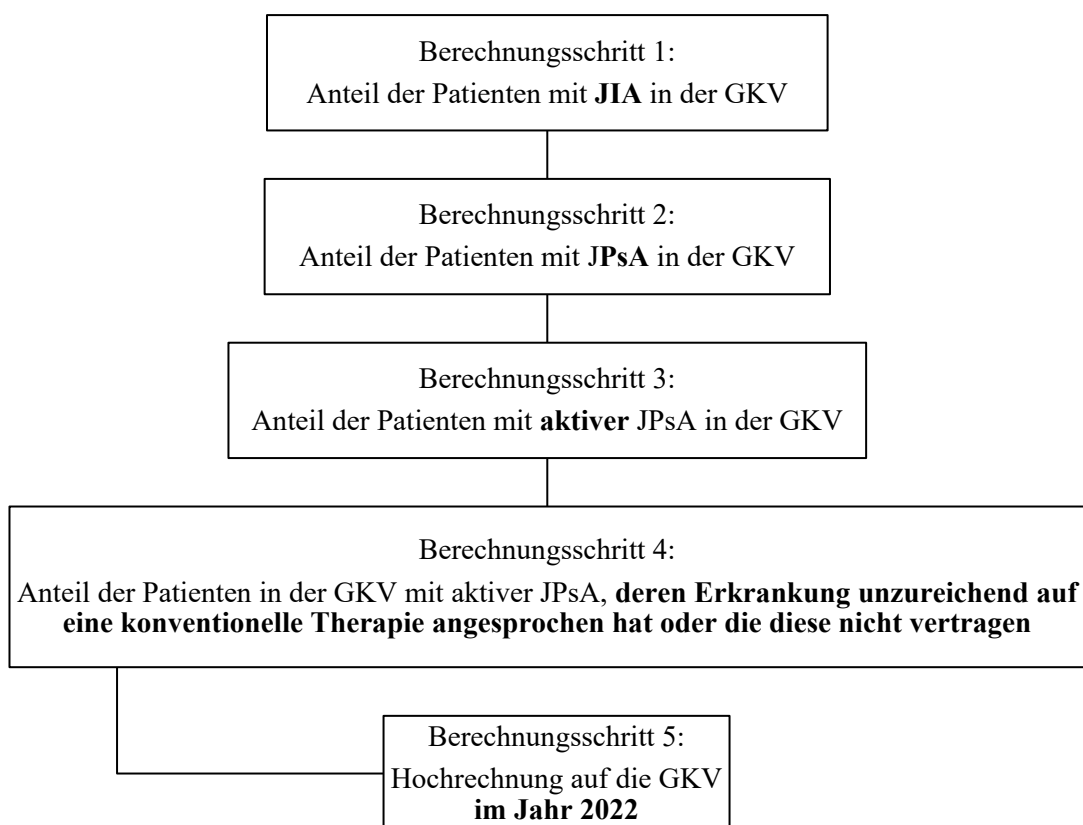 Berechnungsschritt 1:
Anteil der Patienten mit JIA in der GKV
Berechnungsschritt 2:
Anteil der Patienten mit JPsA in der GKV
Berechnungsschritt 3:
Anteil der Patienten mit aktiver JPsA in der GKV
Berechnungsschritt 4:
Anteil der Patienten in der GKV mit aktiver JPsA, deren Erkrankung unzureichend auf
eine konventionelle Therapie angesprochen hat oder die diese nicht vertragen
Berechnungsschritt 5:
Hochrechnung auf die GKV
im Jahr 2022